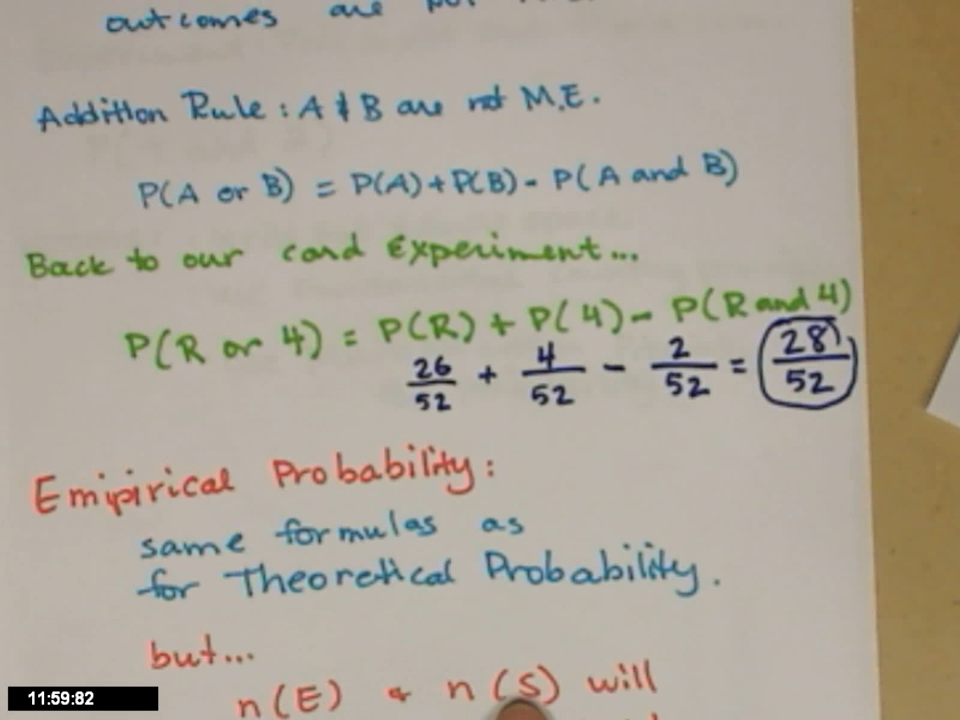 outcomes are
Addition Rule: A & B are not M.E.
P(A or B) = P(A)+P(B)- P(A and B)
Back to our card Experiment...
P(R or 4) = P(R) + P(4) - P(R and 4)
26/52 + 4/52 - 2/52 = 28/52
Emipirical Probability:
same formulas as
for Theoretical Probability.
but...
n(E) & n(S) will
11:59:82